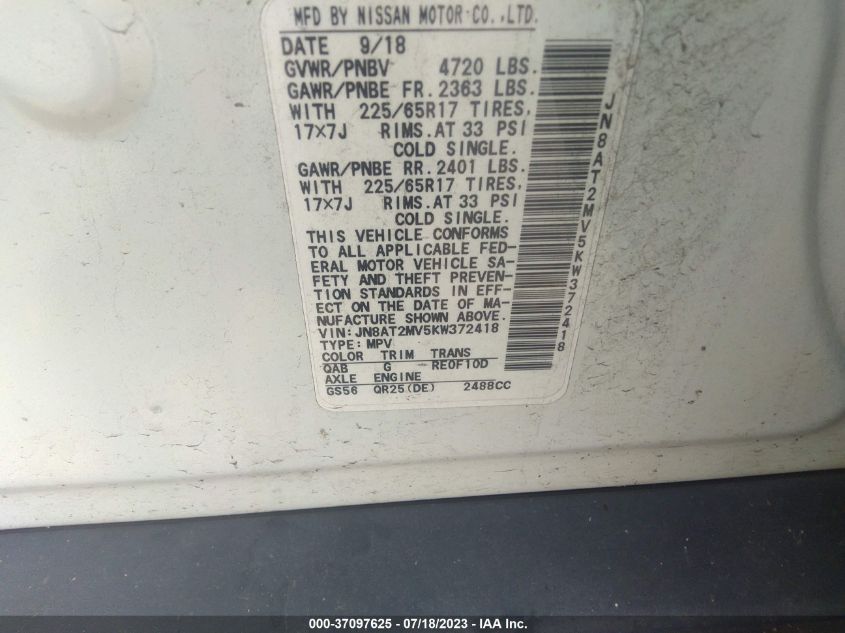 MFD BY NISSAN MOTOR CO.,LTD.
DATE 9/18
GVWR/PNBV 4720 LBS.
GAWR/PNBE FR. 2363 LBS.
WITH 225/65R17 TIRES,
17×7J RIMS.AT 33 PSI
COLD SINGLE.
GAWR/PNBE RR. 2401 LBS.
WITH 225/65R17 TIRES,
17×7J RIMS.AT 33 PSI
COLD SINGLE.
THIS VEHICLE CONFORMS
TO ALL APPLICABLE FED-
ERAL MOTOR VEHICLE SA-
FETY AND THEFT PREVEN-
TION STANDARDS IN EFF-
ECT ON THE DATE OF MA-
NUFACTURE SHOWN ABOVE.
VIN:JN8AT2MV5KW372418
TYPE:MPV
COLOR TRIM TRANS
QAB G RE0F10D
AXLE ENGINE
GS56 QR25(DE) 2488CC
JN8AT2MV5KW372418
000-37097625 - 07/18/2023 - IAA Inc.